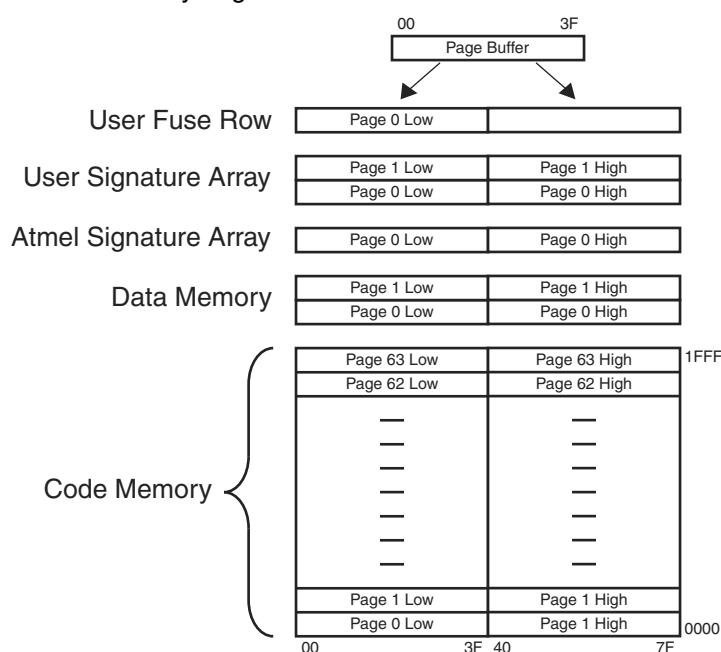 00 3F
Page Buffer
User Fuse Row Page 0 Low
User Signature Array
Page 1 Low Page 1 High
Page 0 Low Page 0 High
Atmel Signature Array Page 0 Low Page 0 High
Data Memory
Page 1 Low Page 1 High
Page 0 Low Page 0 High
Code Memory
Page 63 Low Page 63 High 1FFF
Page 62 Low Page 62 High
Page 1 Low Page 1 High
Page 0 Low Page 1 High 0000
00 3F 40 7F